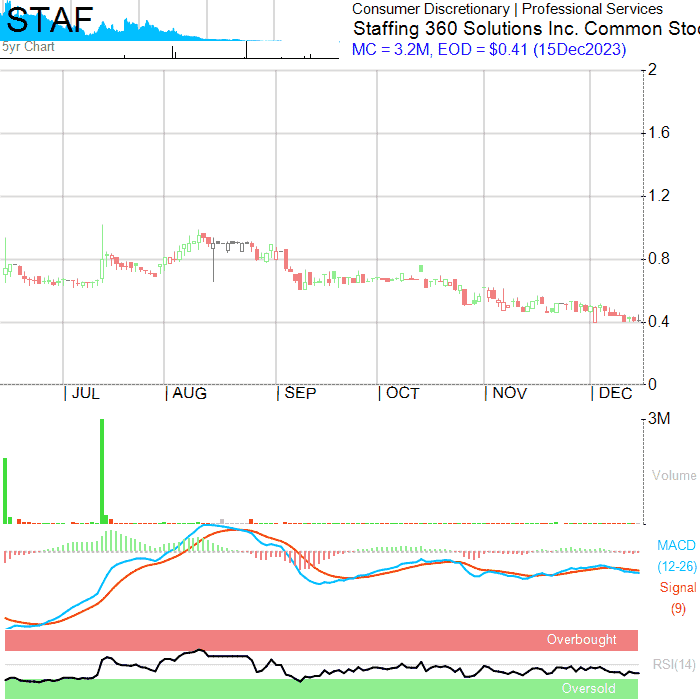 STAF
5yr Chart
Consumer Discretionary | Professional Services
Staffing 360 Solutions Inc. Common Stoc
MC = 3.2M, EOD = $0.41 (15Dec2023)
2
1.6
1.2
0.8
0.4
0
| JUL | AUG | SEP | OCT | NOV | DEC
3M
Volume
MACD
(12-26)
Signal
(9)
Overbought
RSI(14)
Oversold